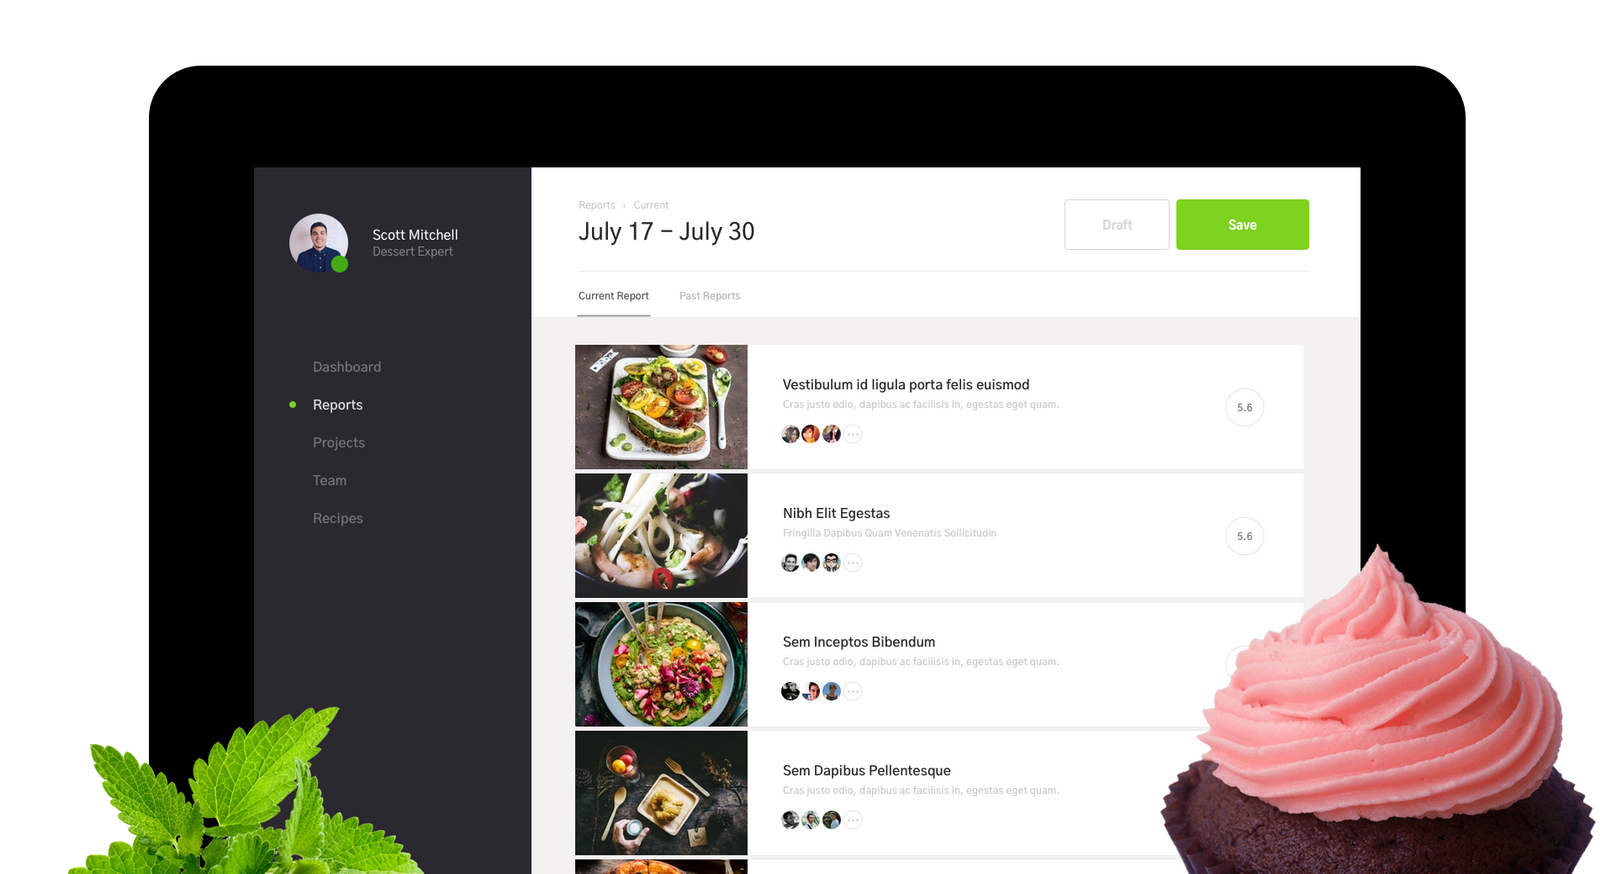 Scott Mitchell
Dessert Expert
Dashboard
Reports
Projects
Team
Recipes
Reports › Current
July 17 – July 30
Draft
Save
Current Report
Past Reports
Vestibulum id ligula porta felis euismod
Cras justo odio, dapibus ac facilisis in, egestas eget quam.
5.6
Nibh Elit Egestas
Fringilla Dapibus Quam Venenatis Sollicitudin
5.6
Sem Inceptos Bibendum
Cras justo odio, dapibus ac facilisis in, egestas eget quam.
Sem Dapibus Pellentesque
Cras justo odio, dapibus ac facilisis in, egestas eget quam.